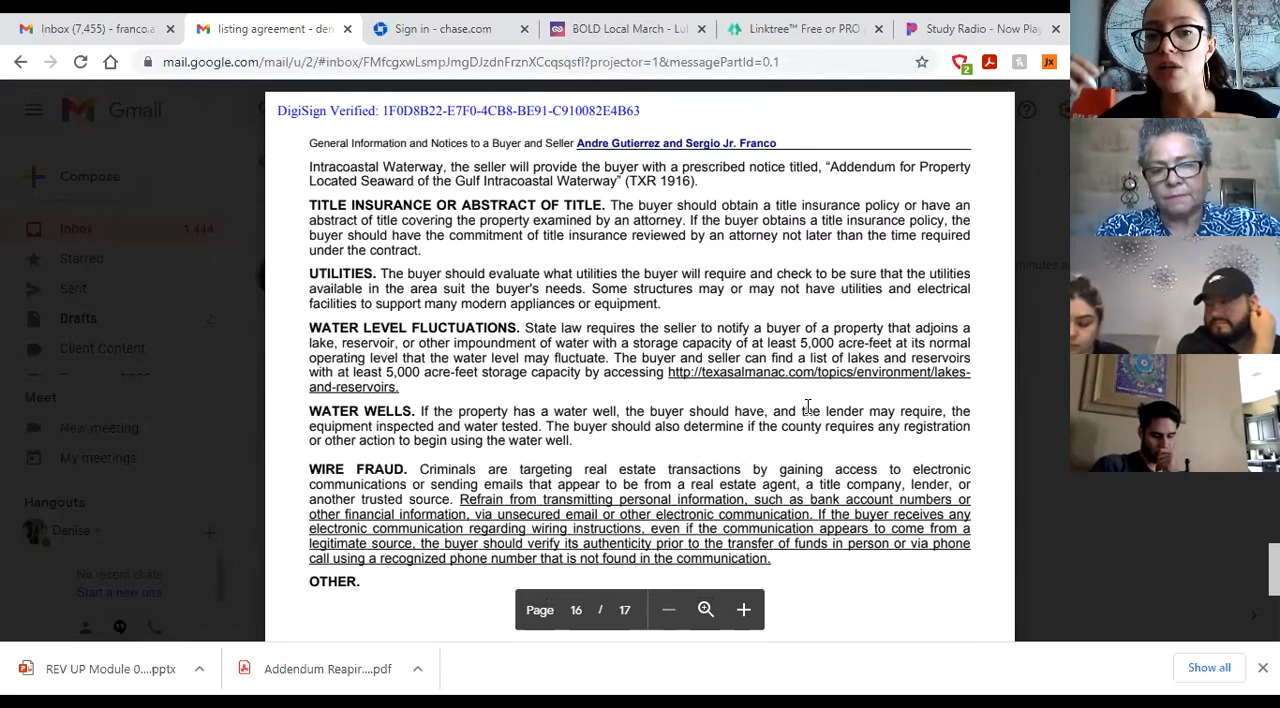 Inbox (7,455) - franco.a
listing agreement - den
Sign in - chase.com
BOLD Local March - Lu
Linktree™ Free or PRO
Study Radio - Now Pla
mail.google.com/mail/u/2/#inbox/FMfcgxwLsmpJmgDJzdnFrznXCcqsqsfl?projector=1&messagePartId=0.1
2
Jx
Gmail
Compose
Inbox 1,444
Starred
Sent
Drafts 2
Client Content
Meet
New meeting
My meetings
Hangouts
Denise
No recent chats
Start a new one
minutes a
DigiSign Verified: 1F0D8B22-E7F0-4CB8-BE91-C910082E4B63
General Information and Notices to a Buyer and Seller Andre Gutierrez and Sergio Jr. Franco
Intracoastal Waterway, the seller will provide the buyer with a prescribed notice titled, “Addendum for Property
Located Seaward of the Gulf Intracoastal Waterway” (TXR 1916).
TITLE INSURANCE OR ABSTRACT OF TITLE. The buyer should obtain a title insurance policy or have an
abstract of title covering the property examined by an attorney. If the buyer obtains a title insurance policy, the
buyer should have the commitment of title insurance reviewed by an attorney not later than the time required
under the contract.
UTILITIES. The buyer should evaluate what utilities the buyer will require and check to be sure that the utilities
available in the area suit the buyer's needs. Some structures may or may not have utilities and electrical
facilities to support many modern appliances or equipment.
WATER LEVEL FLUCTUATIONS. State law requires the seller to notify a buyer of a property that adjoins a
lake, reservoir, or other impoundment of water with a storage capacity of at least 5,000 acre-feet at its normal
operating level that the water level may fluctuate. The buyer and seller can find a list of lakes and reservoirs
with at least 5,000 acre-feet storage capacity by accessing http://texasalmanac.com/topics/environment/lakes-
and-reservoirs.
WATER WELLS. If the property has a water well, the buyer should have, and the lender may require, the
equipment inspected and water tested. The buyer should also determine if the county requires any registration
or other action to begin using the water well.
WIRE FRAUD. Criminals are targeting real estate transactions by gaining access to electronic
communications or sending emails that appear to be from a real estate agent, a title company, lender, or
another trusted source. Refrain from transmitting personal information, such as bank account numbers or
other financial information, via unsecured email or other electronic communication. If the buyer receives any
electronic communication regarding wiring instructions, even if the communication appears to come from a
legitimate source, the buyer should verify its authenticity prior to the transfer of funds in person or via phone
call using a recognized phone number that is not found in the communication.
OTHER.
Page 16 / 17
REV UP Module 0....pptx
Addendum Reapir....pdf
Show all